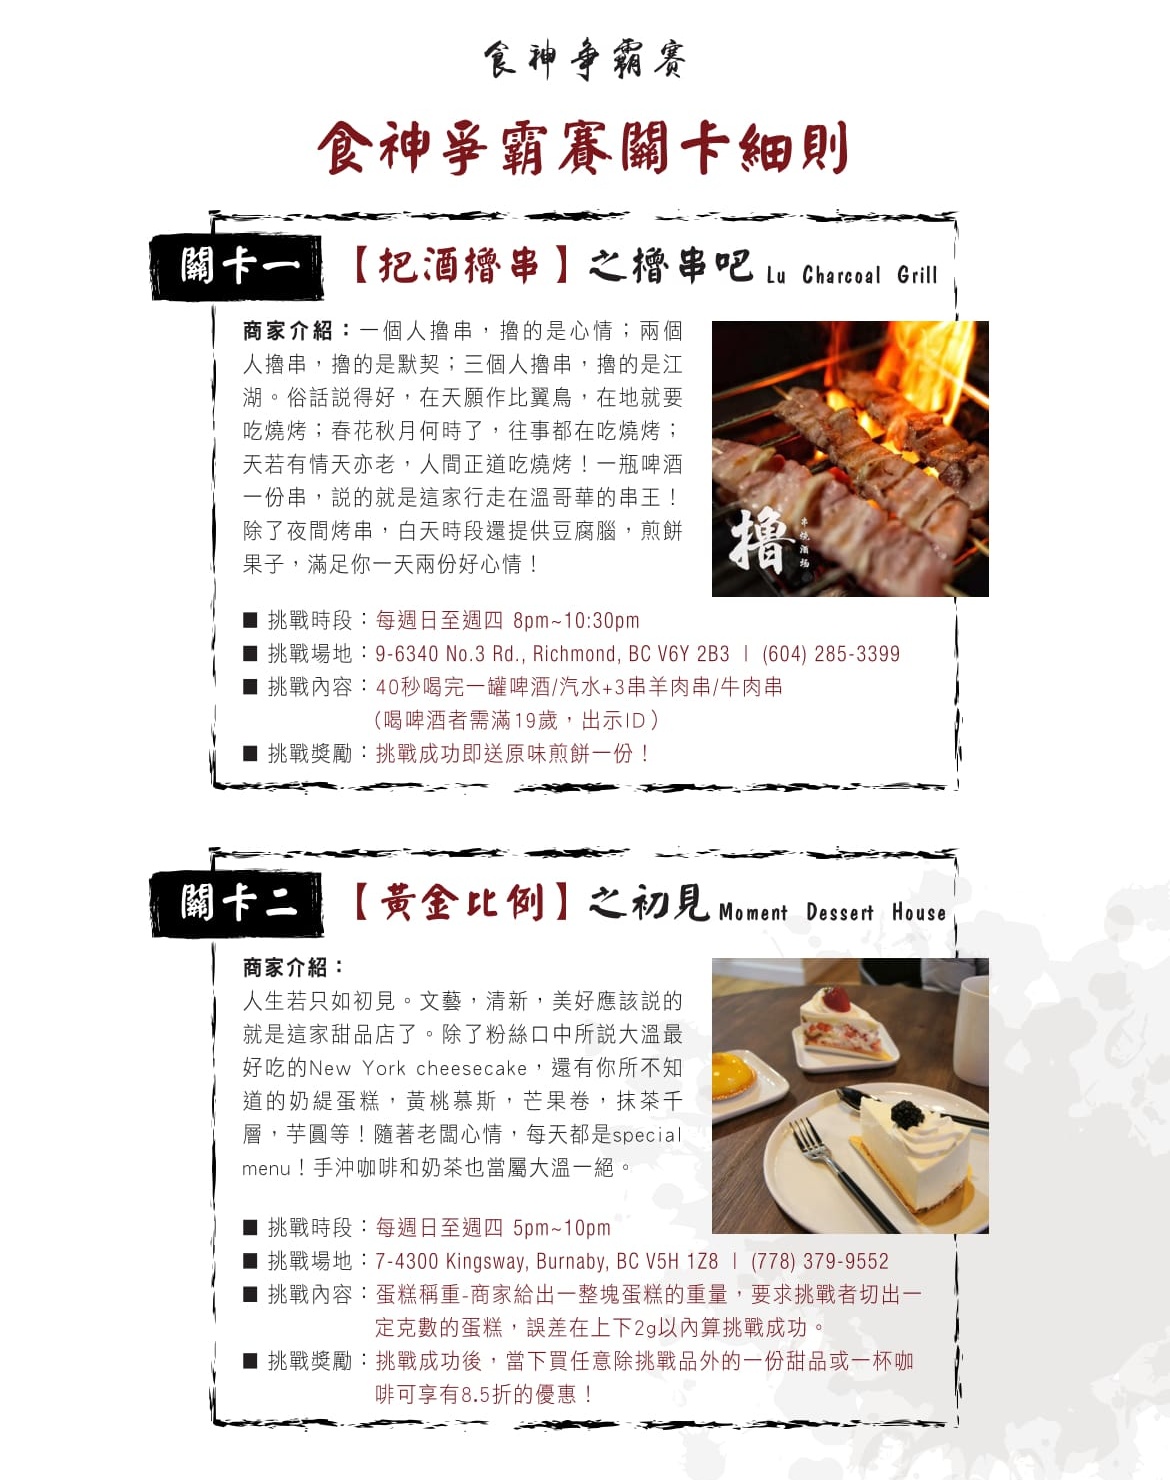 食神爭霸賽
食神爭霸賽關卡細則
關卡一 【把酒擼串】之擼串吧 Lu Charcoal Grill
商家介紹：一個人擼串，擼的是心情；兩個
人擼串，擼的是默契；三個人擼串，擼的是江
湖。俗話説得好，在天願作比翼鳥，在地就要
吃燒烤；春花秋月何時了，往事都在吃燒烤；
天若有情天亦老，人間正道吃燒烤！一瓶啤酒
一份串，説的就是這家行走在溫哥華的串王！
除了夜間烤串，白天時段還提供豆腐腦，煎餅
果子，滿足你一天兩份好心情！
擼
串燒酒場
■ 挑戰時段：每週日至週四 8pm~10:30pm
■ 挑戰場地：9-6340 No.3 Rd., Richmond, BC V6Y 2B3 | (604) 285-3399
■ 挑戰內容：40秒喝完一罐啤酒/汽水+3串羊肉串/牛肉串
（喝啤酒者需滿19歲，出示ID）
■ 挑戰獎勵：挑戰成功即送原味煎餅一份！
關卡二 【黃金比例】之初見 Moment Dessert House
商家介紹：
人生若只如初見。文藝，清新，美好應該説的
就是這家甜品店了。除了粉絲口中所説大溫最
好吃的New York cheesecake，還有你所不知
道的奶緹蛋糕，黃桃慕斯，芒果卷，抹茶千
層，芋圓等！隨著老闆心情，每天都是special
menu！手沖咖啡和奶茶也當屬大溫一絕。
■ 挑戰時段：每週日至週四 5pm~10pm
■ 挑戰場地：7-4300 Kingsway, Burnaby, BC V5H 1Z8 | (778) 379-9552
■ 挑戰內容：蛋糕稱重-商家給出一整塊蛋糕的重量，要求挑戰者切出一
定克數的蛋糕，誤差在上下2g以內算挑戰成功。
■ 挑戰獎勵：挑戰成功後，當下買任意除挑戰品外的一份甜品或一杯咖
啡可享有8.5折的優惠！